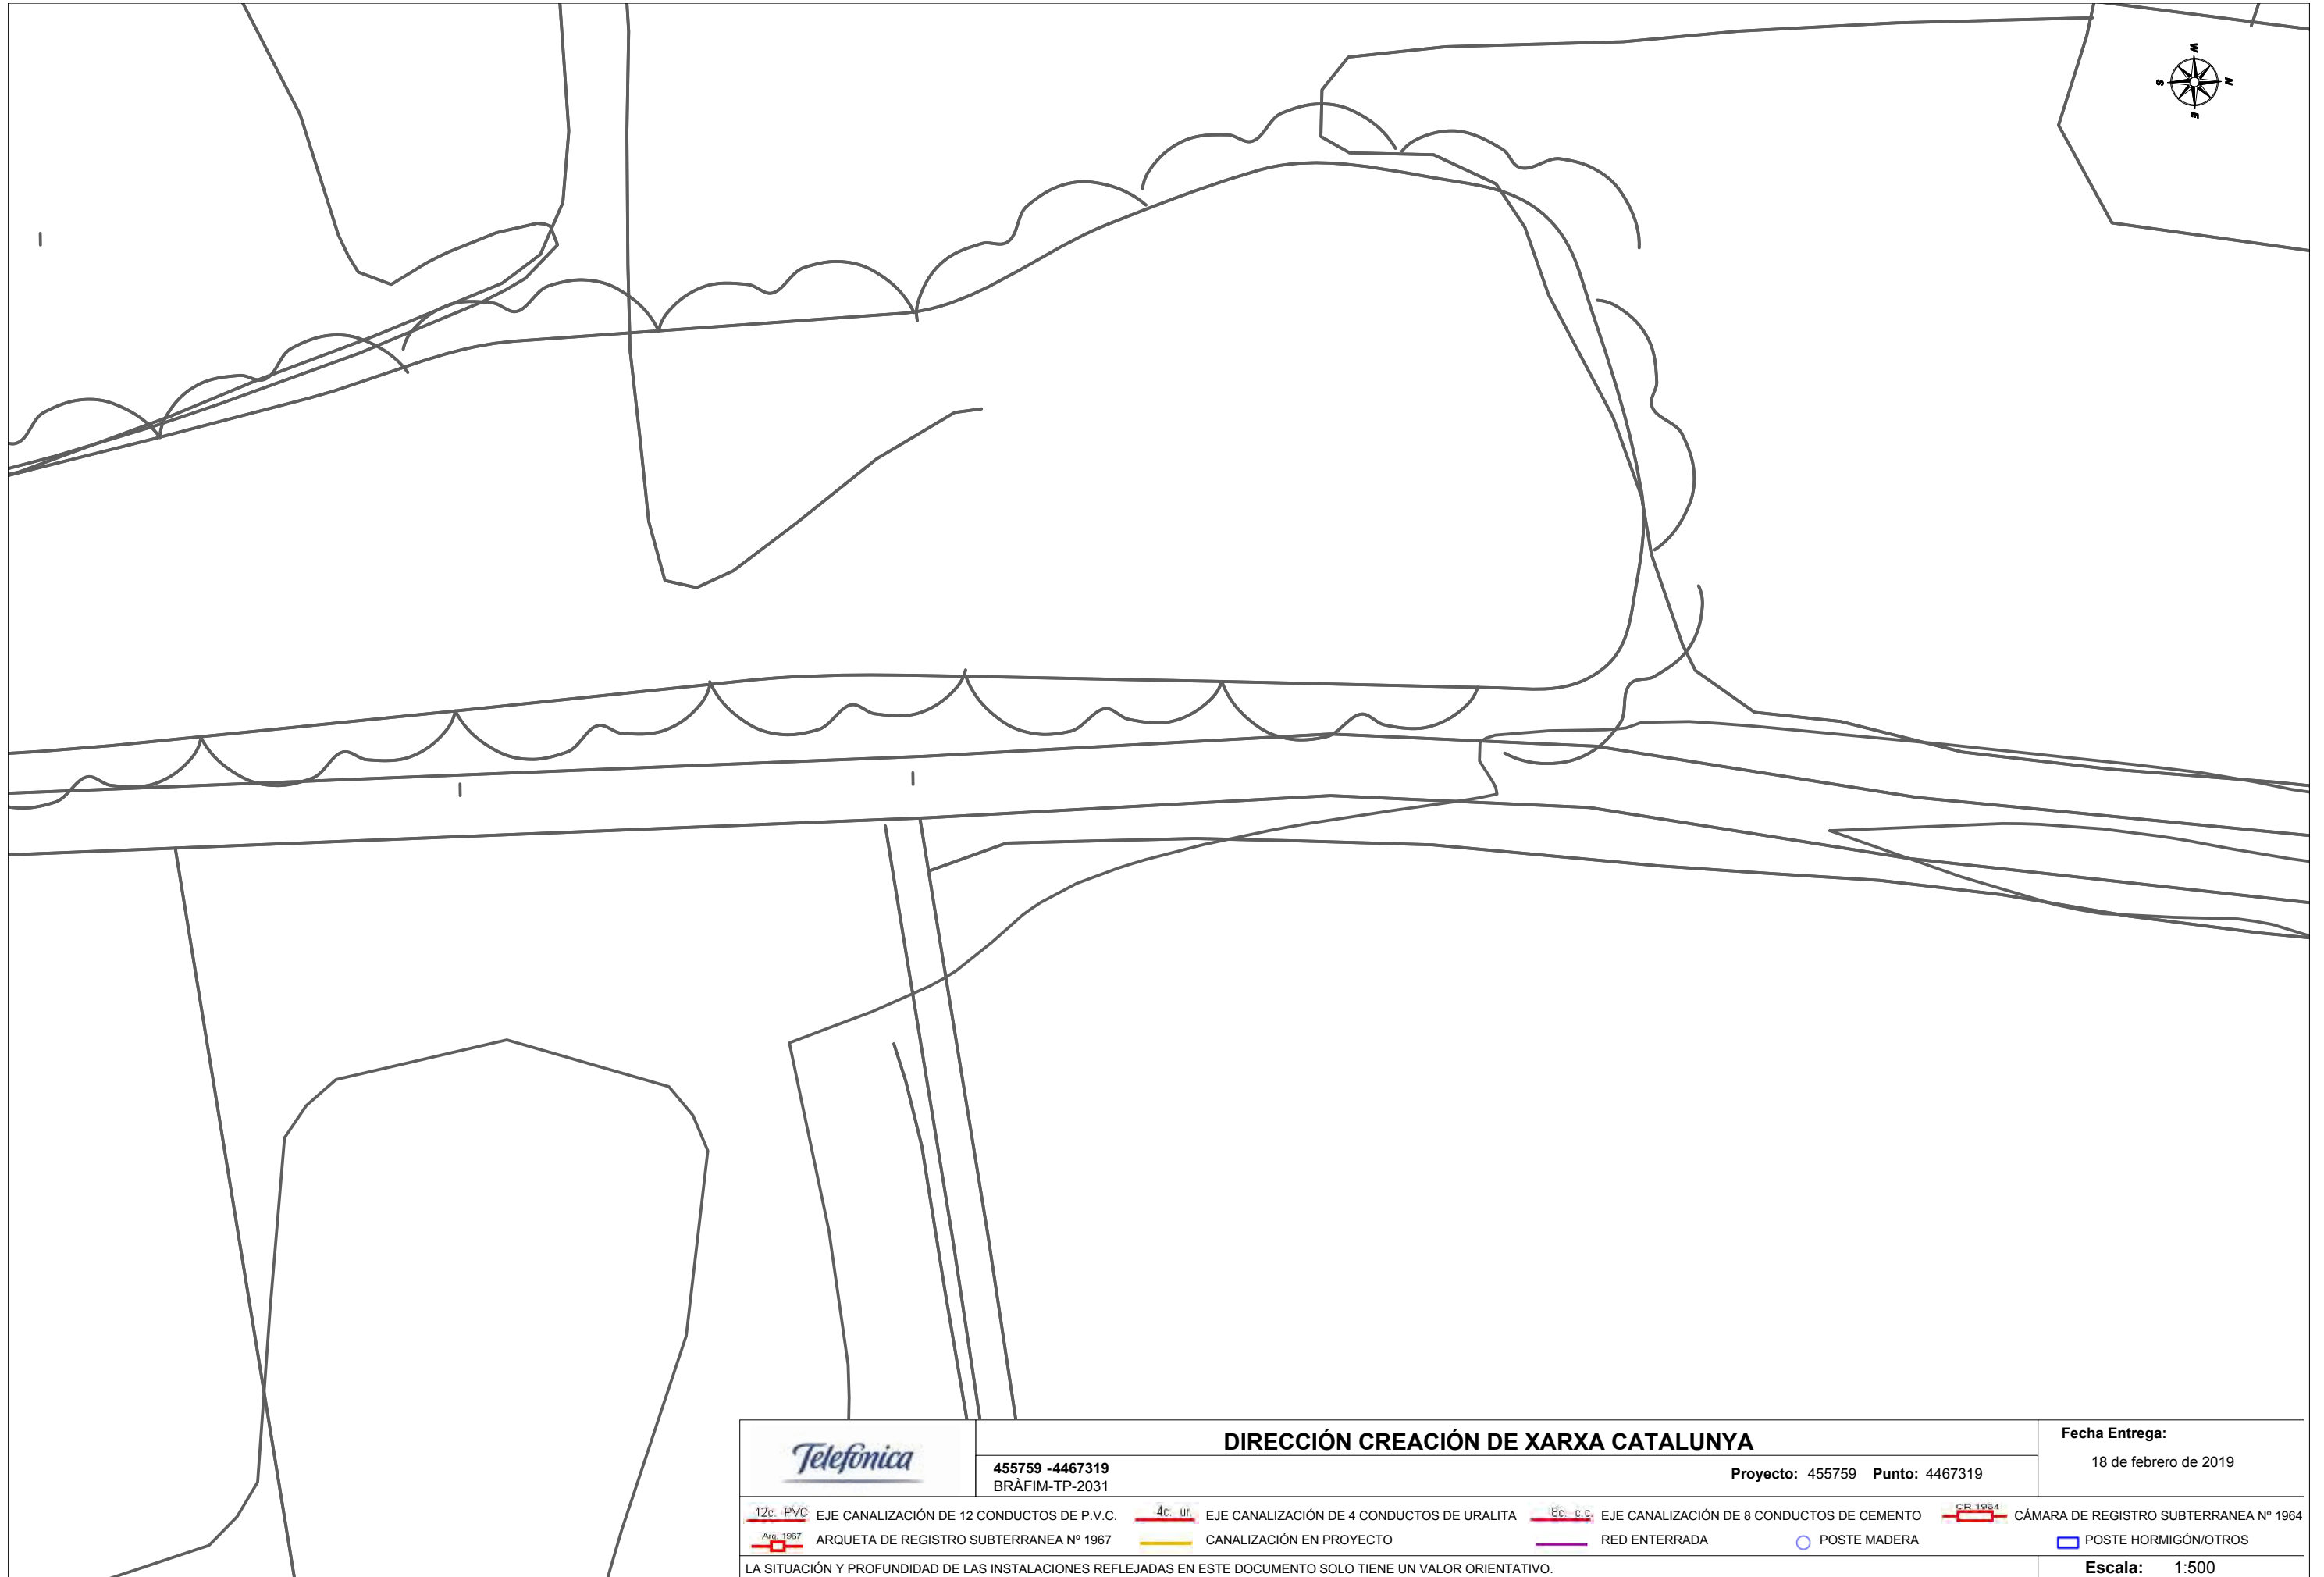 W
S N
E
Telefónica
DIRECCIÓN CREACIÓN DE XARXA CATALUNYA
Fecha Entrega:
18 de febrero de 2019
455759 -4467319
BRÀFIM-TP-2031
Proyecto: 455759 Punto: 4467319
12c. PVC EJE CANALIZACIÓN DE 12 CONDUCTOS DE P.V.C. 4c. ur. EJE CANALIZACIÓN DE 4 CONDUCTOS DE URALITA 8c. c.c. EJE CANALIZACIÓN DE 8 CONDUCTOS DE CEMENTO CR 1964 CÁMARA DE REGISTRO SUBTERRANEA Nº 1964
Arq. 1967 ARQUETA DE REGISTRO SUBTERRANEA Nº 1967 CANALIZACIÓN EN PROYECTO RED ENTERRADA POSTE MADERA POSTE HORMIGÓN/OTROS
LA SITUACIÓN Y PROFUNDIDAD DE LAS INSTALACIONES REFLEJADAS EN ESTE DOCUMENTO SOLO TIENE UN VALOR ORIENTATIVO.
Escala: 1:500